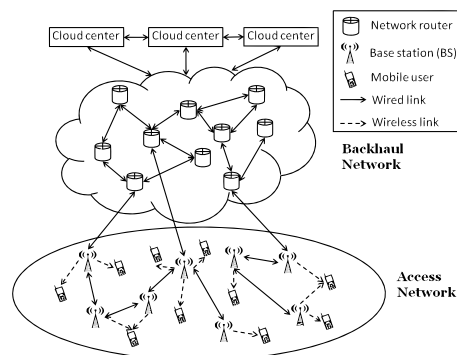 Cloud center
Cloud center
Cloud center
Network router
Base station (BS)
Mobile user
Wired link
Wireless link
Backhaul
Network
Access
Network